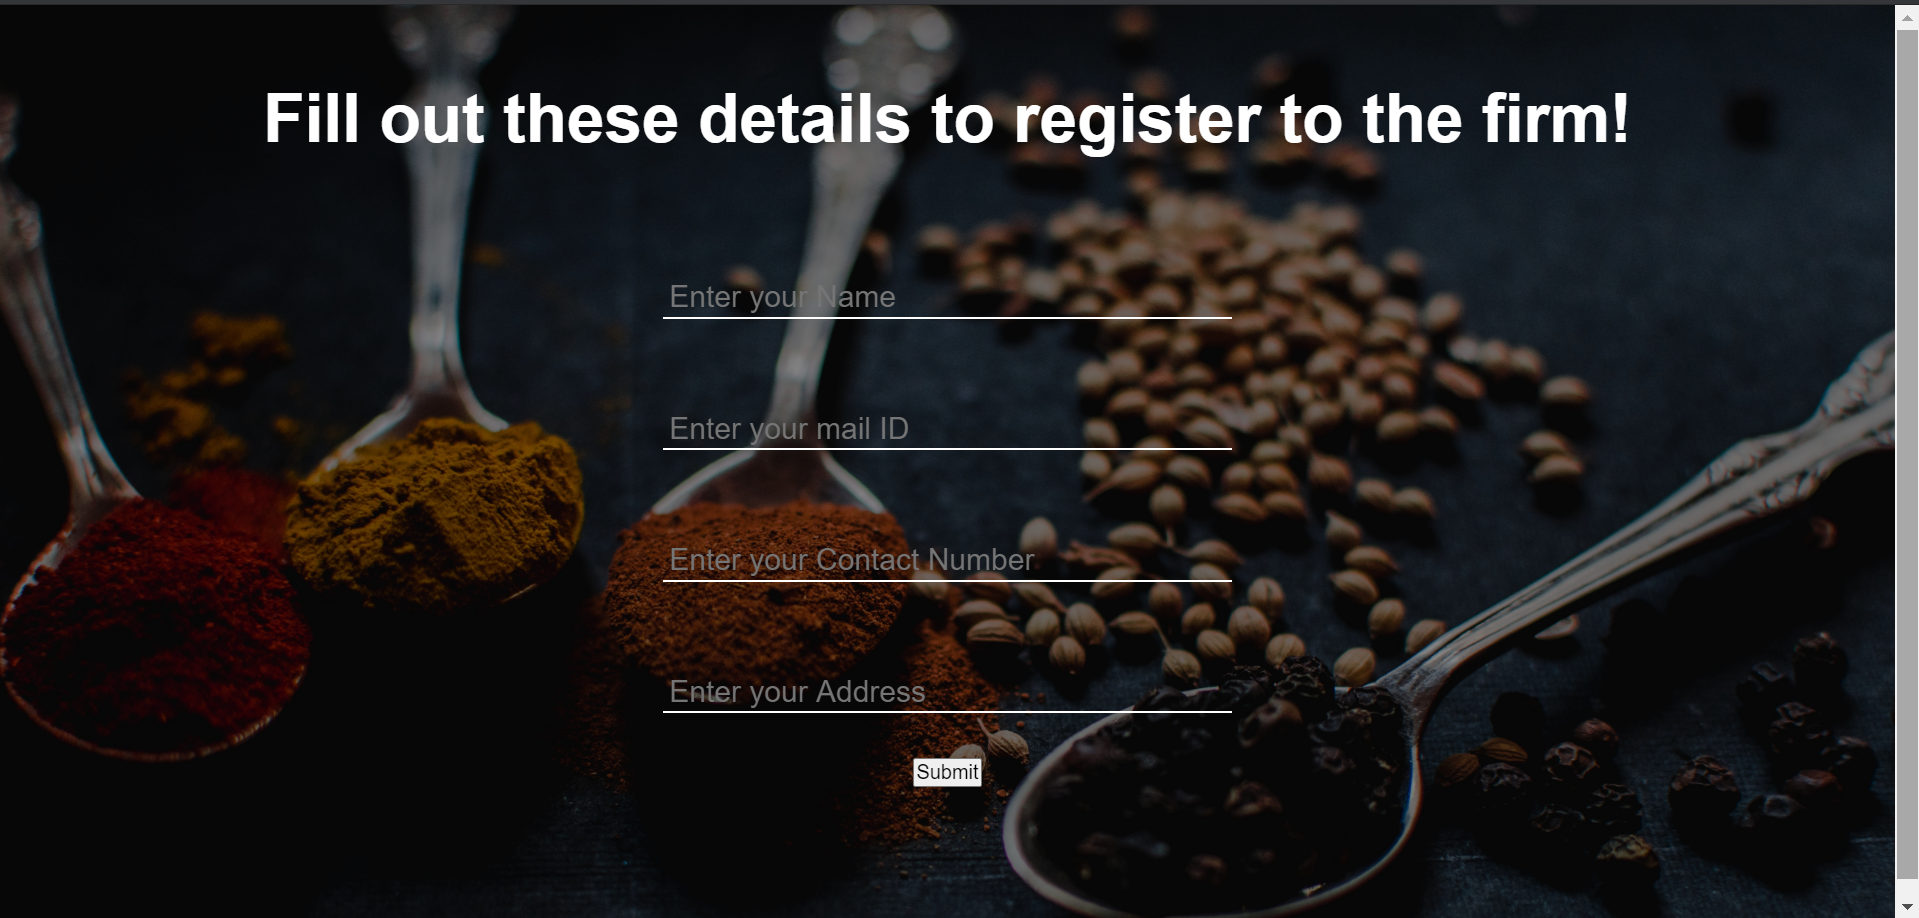 Fill out these details to register to the firm!
Enter your Name
Enter your mail ID
Enter your Contact Number
Enter your Address
Submit